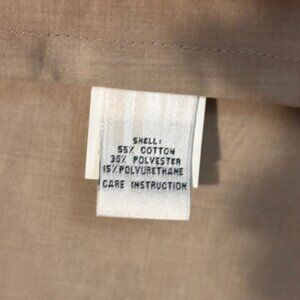 SHELL:
55% COTTON
30% POLYESTER
15% POLYURETHANE
CARE INSTRUCTION